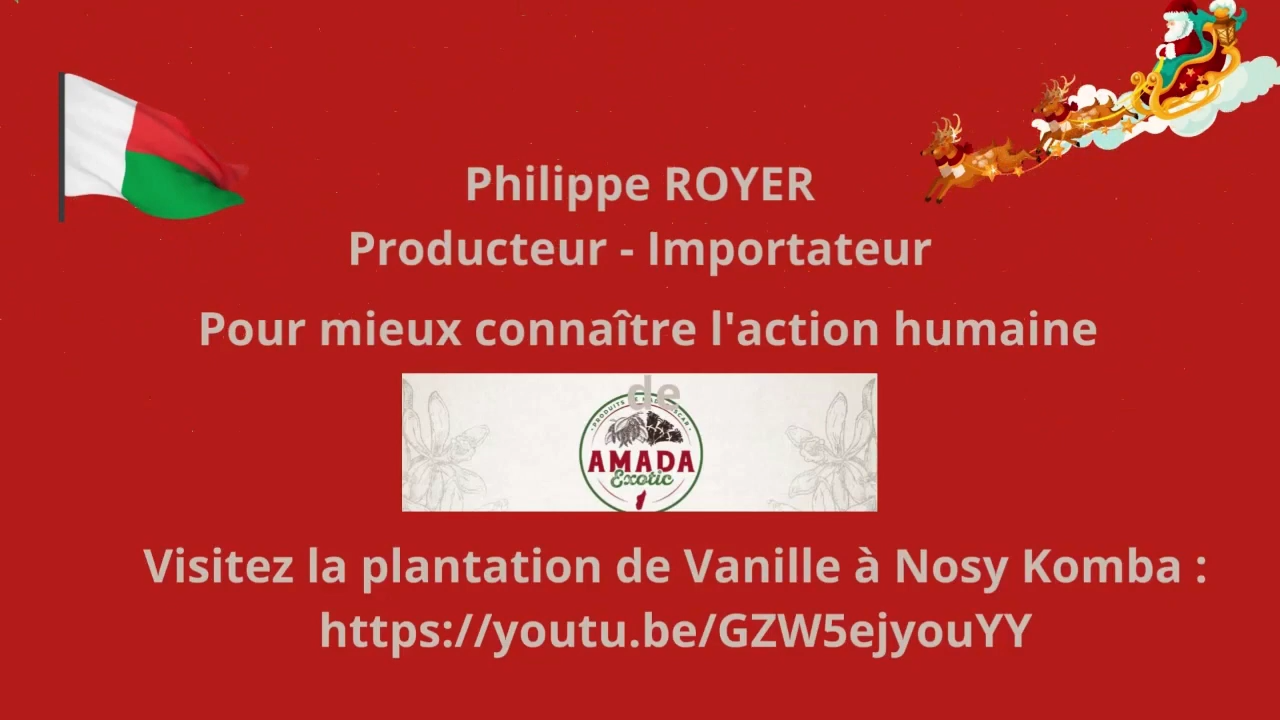 Philippe ROYER
Producteur - Importateur
Pour mieux connaître l'action humaine
de
AMADA
Exotic
Visitez la plantation de Vanille à Nosy Komba :
https://youtu.be/GZW5ejyouYY